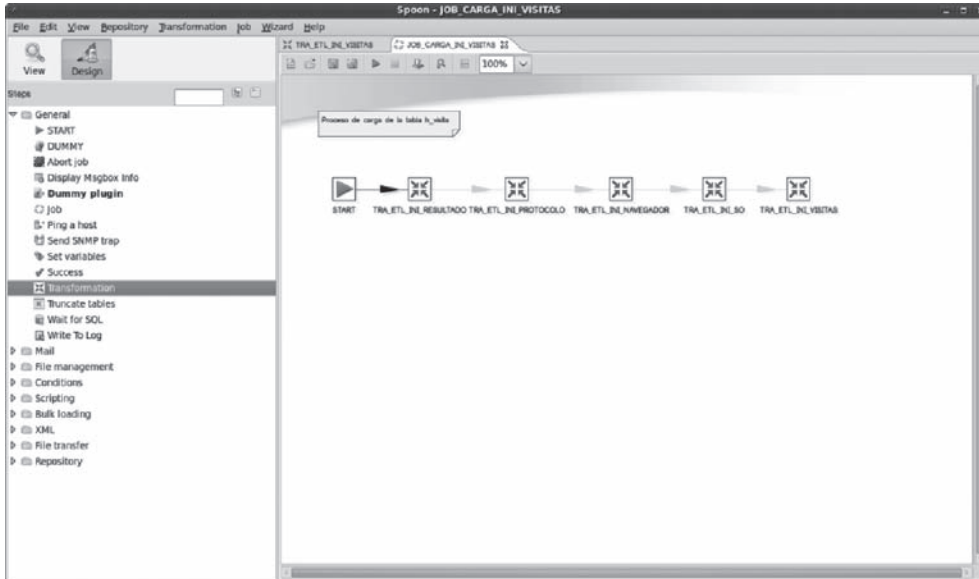 Spoon - JOB_CARGA_INI_VISITAS
File Edit View Repository Transformation Job Wizard Help
View
Design
TRA_ETL_INI_VISITAS
JOB_CARGA_INI_VISITAS
100%
Steps
General
START
DUMMY
Abort job
Display Msgbox Info
Dummy plugin
Job
Ping a host
Send SNMP trap
Set variables
Success
Transformation
Truncate tables
Wait for SQL
Write To Log
Mail
File management
Conditions
Scripting
Bulk loading
XML
File transfer
Repository
Proceso de carga de la tabla h_visita
START
TRA_ETL_INI_RESULTADO
TRA_ETL_INI_PROTOCOLO
TRA_ETL_INI_NAVEGADOR
TRA_ETL_INI_SO
TRA_ETL_INI_VISITAS